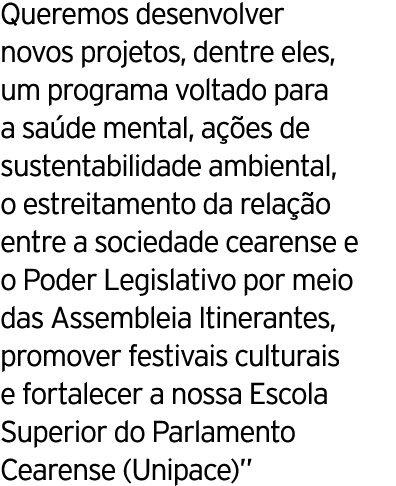 Queremos desenvolver
novos projetos, dentre eles,
um programa voltado para
a saúde mental, ações de
sustentabilidade ambiental,
o estreitamento da relação
entre a sociedade cearense e
o Poder Legislativo por meio
das Assembleia Itinerantes,
promover festivais culturais
e fortalecer a nossa Escola
Superior do Parlamento
Cearense (Unipace)”